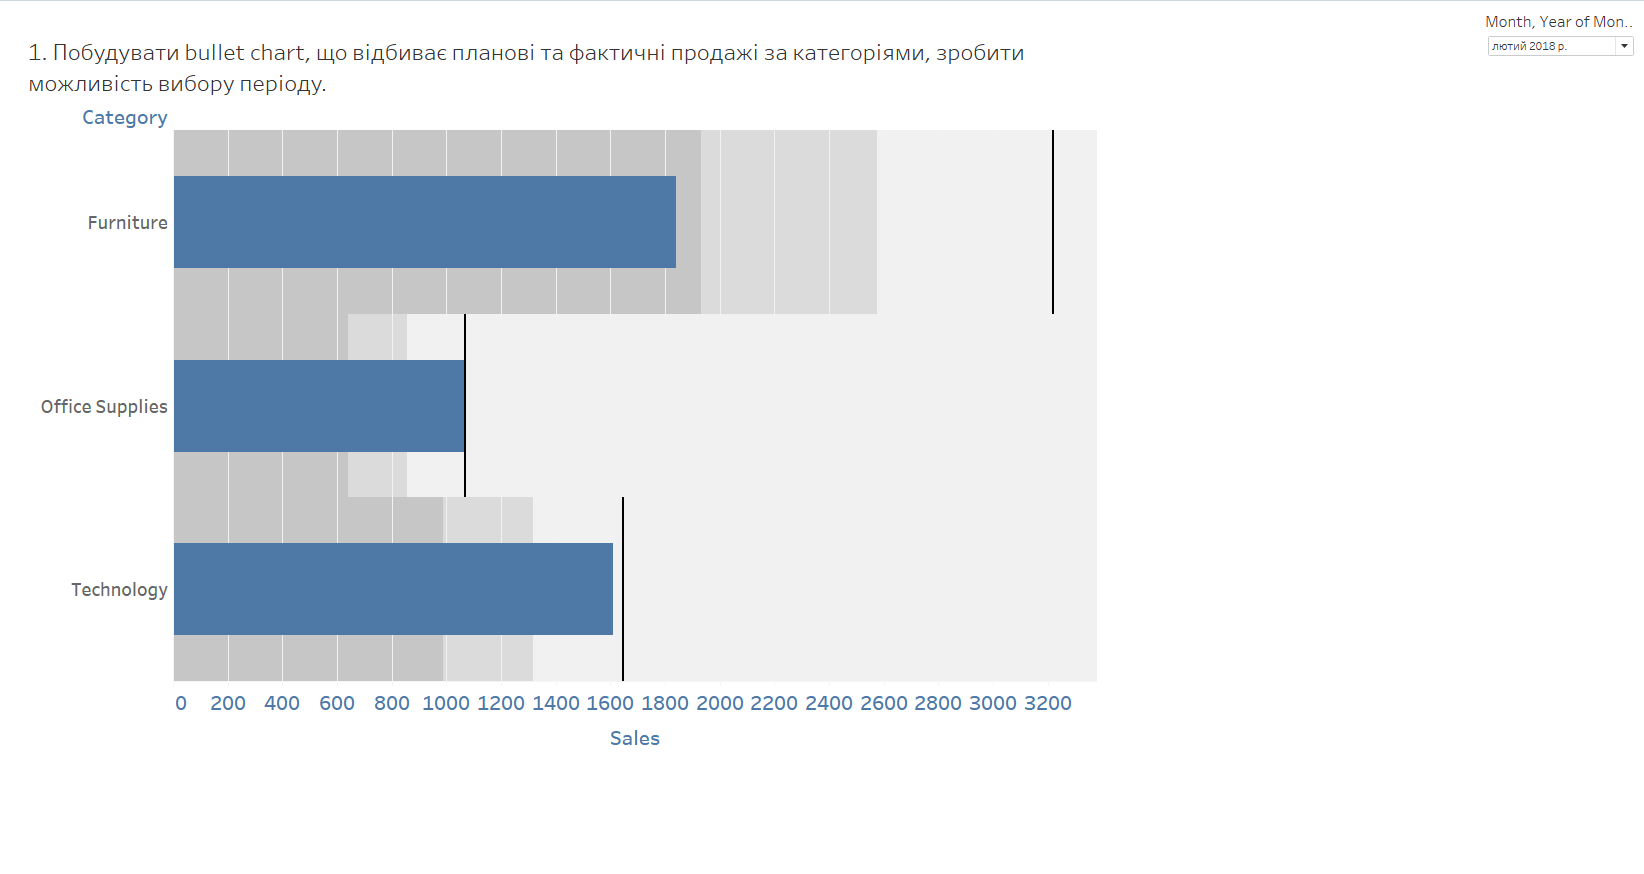 Month, Year of Mon..
лютий 2018 р.
1. Побудувати bullet chart, що відбиває планові та фактичні продажі за категоріями, зробити
можливість вибору періоду.
Category
Furniture
Office Supplies
Technology
0 200 400 600 800 1000 1200 1400 1600 1800 2000 2200 2400 2600 2800 3000 3200
Sales